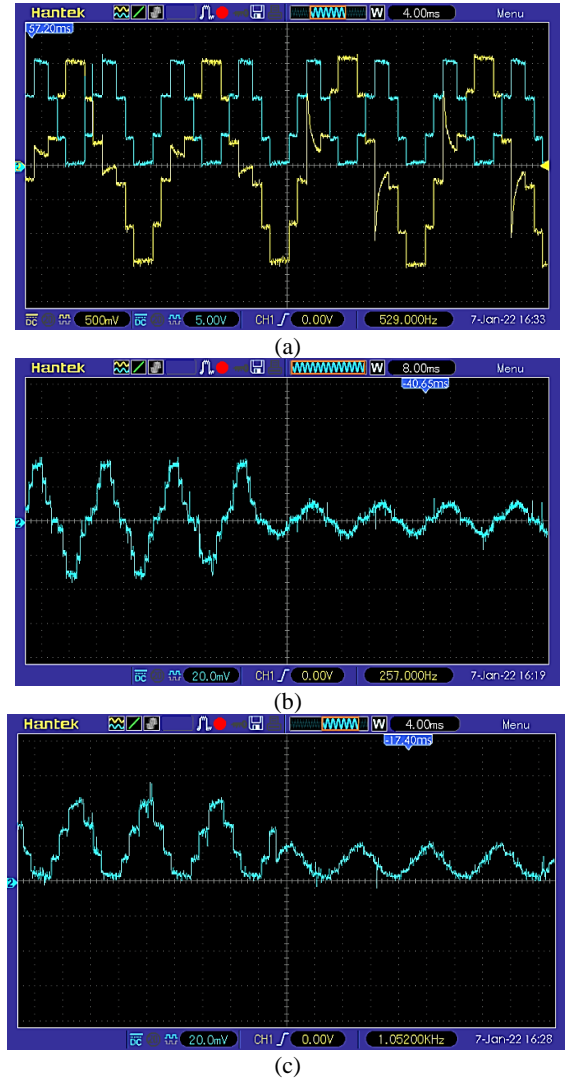 Hantek W 4.00ms Menu
57.20ms
DC 500mV DC 5.00V CH1 0.00V 529.000Hz 7-Jan-22 16:33
(a)
Hantek W 8.00ms Menu
-40.65ms
2
DC 20.0mV CH1 0.00V 257.000Hz 7-Jan-22 16:19
(b)
Hantek W 4.00ms Menu
-17.40ms
2
DC 20.0mV CH1 0.00V 1.05200KHz 7-Jan-22 16:28
(c)